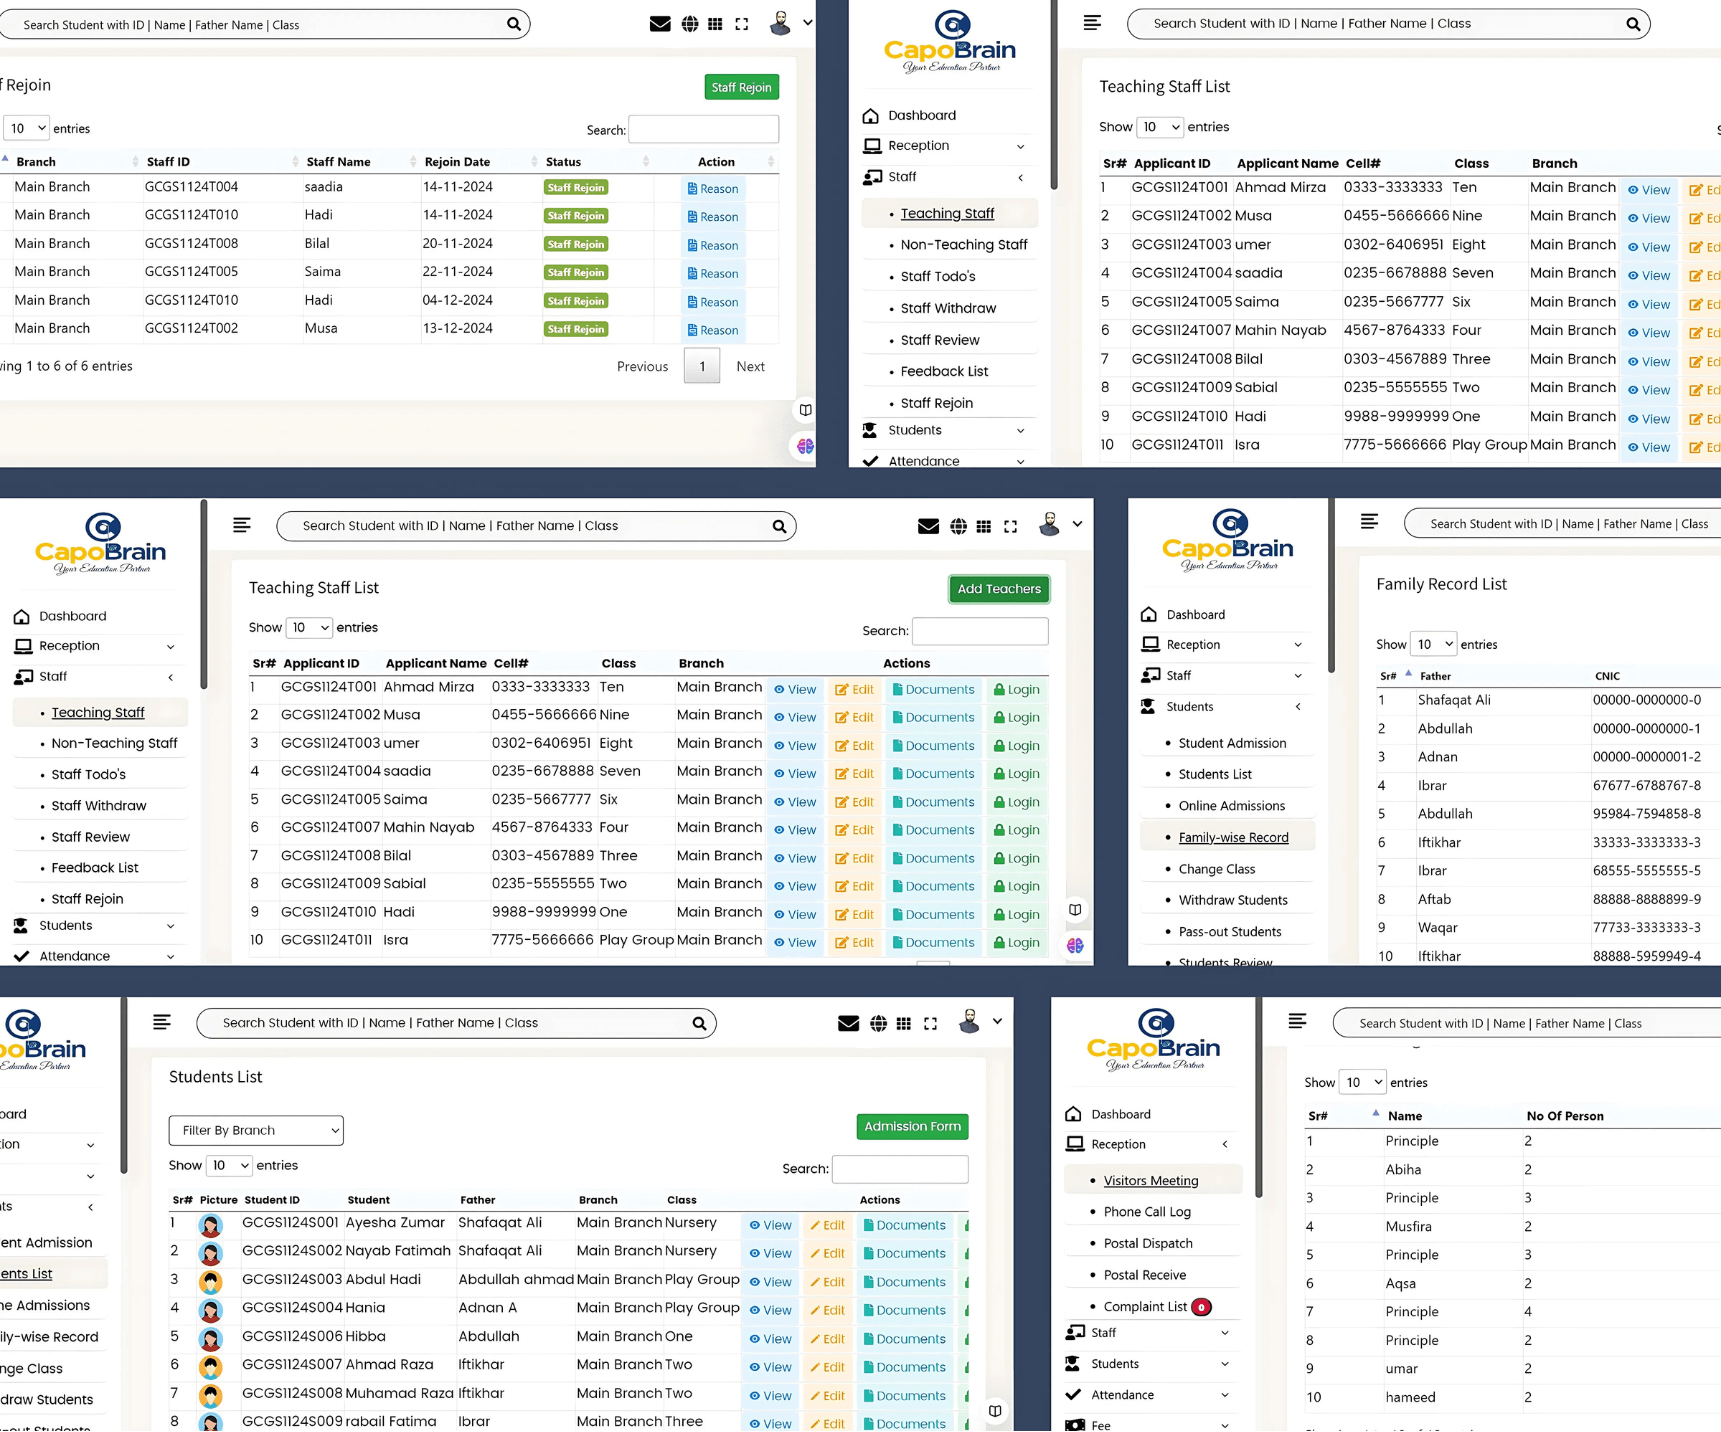 Search Student with ID | Name | Father Name | Class
Rejoin
Staff Rejoin
10 entries
Search:
Branch Staff ID Staff Name Rejoin Date Status Action
Main Branch GCGS1124T004 saadia 14-11-2024 Staff Rejoin Reason
Main Branch GCGS1124T010 Hadi 14-11-2024 Staff Rejoin Reason
Main Branch GCGS1124T008 Bilal 20-11-2024 Staff Rejoin Reason
Main Branch GCGS1124T005 Saima 22-11-2024 Staff Rejoin Reason
Main Branch GCGS1124T010 Hadi 04-12-2024 Staff Rejoin Reason
Main Branch GCGS1124T002 Musa 13-12-2024 Staff Rejoin Reason
ving 1 to 6 of 6 entries
Previous 1 Next
CapoBrain
Your Education Partner
Dashboard
Reception
Staff
Teaching Staff
Non-Teaching Staff
Staff Todo's
Staff Withdraw
Staff Review
Feedback List
Staff Rejoin
Students
Attendance
Search Student with ID | Name | Father Name | Class
Teaching Staff List
Show 10 entries
Sr# Applicant ID Applicant Name Cell# Class Branch
1 GCGS1124T001 Ahmad Mirza 0333-3333333 Ten Main Branch View Ed
2 GCGS1124T002 Musa 0455-5666666 Nine Main Branch View Ed
3 GCGS1124T003 umer 0302-6406951 Eight Main Branch View Ed
4 GCGS1124T004 saadia 0235-6678888 Seven Main Branch View Ed
5 GCGS1124T005 Saima 0235-5667777 Six Main Branch View Ed
6 GCGS1124T007 Mahin Nayab 4567-8764333 Four Main Branch View Ed
7 GCGS1124T008 Bilal 0303-4567889 Three Main Branch View Ed
8 GCGS1124T009 Sabial 0235-5555555 Two Main Branch View Ed
9 GCGS1124T010 Hadi 9988-9999999 One Main Branch View Ed
10 GCGS1124T011 Isra 7775-5666666 Play Group Main Branch View Ed
CapoBrain
Your Education Partner
Dashboard
Reception
Staff
Teaching Staff
Non-Teaching Staff
Staff Todo's
Staff Withdraw
Staff Review
Feedback List
Staff Rejoin
Students
Attendance
Search Student with ID | Name | Father Name | Class
Teaching Staff List
Add Teachers
Show 10 entries
Search:
Sr# Applicant ID Applicant Name Cell# Class Branch Actions
1 GCGS1124T001 Ahmad Mirza 0333-3333333 Ten Main Branch View Edit Documents Login
2 GCGS1124T002 Musa 0455-5666666 Nine Main Branch View Edit Documents Login
3 GCGS1124T003 umer 0302-6406951 Eight Main Branch View Edit Documents Login
4 GCGS1124T004 saadia 0235-6678888 Seven Main Branch View Edit Documents Login
5 GCGS1124T005 Saima 0235-5667777 Six Main Branch View Edit Documents Login
6 GCGS1124T007 Mahin Nayab 4567-8764333 Four Main Branch View Edit Documents Login
7 GCGS1124T008 Bilal 0303-4567889 Three Main Branch View Edit Documents Login
8 GCGS1124T009 Sabial 0235-5555555 Two Main Branch View Edit Documents Login
9 GCGS1124T010 Hadi 9988-9999999 One Main Branch View Edit Documents Login
10 GCGS1124T011 Isra 7775-5666666 Play Group Main Branch View Edit Documents Login
CapoBrain
Your Education Partner
Dashboard
Reception
Staff
Students
Student Admission
Students List
Online Admissions
Family-wise Record
Change Class
Withdraw Students
Pass-out Students
Students Review
Search Student with ID | Name | Father Name | Class
Family Record List
Show 10 entries
Sr# Father CNIC
1 Shafaqat Ali 00000-0000000-0
2 Abdullah 00000-0000000-1
3 Adnan 00000-0000001-2
4 Ibrar 67677-6788767-8
5 Abdullah 95984-7594858-8
6 Iftikhar 33333-3333333-3
7 Ibrar 68555-5555555-5
8 Aftab 88888-8888899-9
9 Waqar 77733-3333333-3
10 Iftikhar 88888-5959949-4
poBrain
Education Partner
oard
tion
nts
ent Admission
ents List
ne Admissions
ily-wise Record
nge Class
draw Students
-out Students
Search Student with ID | Name | Father Name | Class
Students List
Filter By Branch
Admission Form
Show 10 entries
Search:
Sr# Picture Student ID Student Father Branch Class Actions
1 GCGS1124S001 Ayesha Zumar Shafaqat Ali Main Branch Nursery View Edit Documents
2 GCGS1124S002 Nayab Fatimah Shafaqat Ali Main Branch Nursery View Edit Documents
3 GCGS1124S003 Abdul Hadi Abdullah ahmad Main Branch Play Group View Edit Documents
4 GCGS1124S004 Hania Adnan A Main Branch Play Group View Edit Documents
5 GCGS1124S006 Hibba Abdullah Main Branch One View Edit Documents
6 GCGS1124S007 Ahmad Raza Iftikhar Main Branch Two View Edit Documents
7 GCGS1124S008 Muhamad Raza Iftikhar Main Branch Two View Edit Documents
8 GCGS1124S009 rabail Fatima Ibrar Main Branch Three View Edit Documents
CapoBrain
Your Education Partner
Dashboard
Reception
Visitors Meeting
Phone Call Log
Postal Dispatch
Postal Receive
Complaint List 0
Staff
Students
Attendance
Fee
Search Student with ID | Name | Father Name | Class
Show 10 entries
Sr# Name No Of Person
1 Principle 2
2 Abiha 2
3 Principle 3
4 Musfira 2
5 Principle 3
6 Aqsa 2
7 Principle 4
8 Principle 2
9 umar 2
10 hameed 2